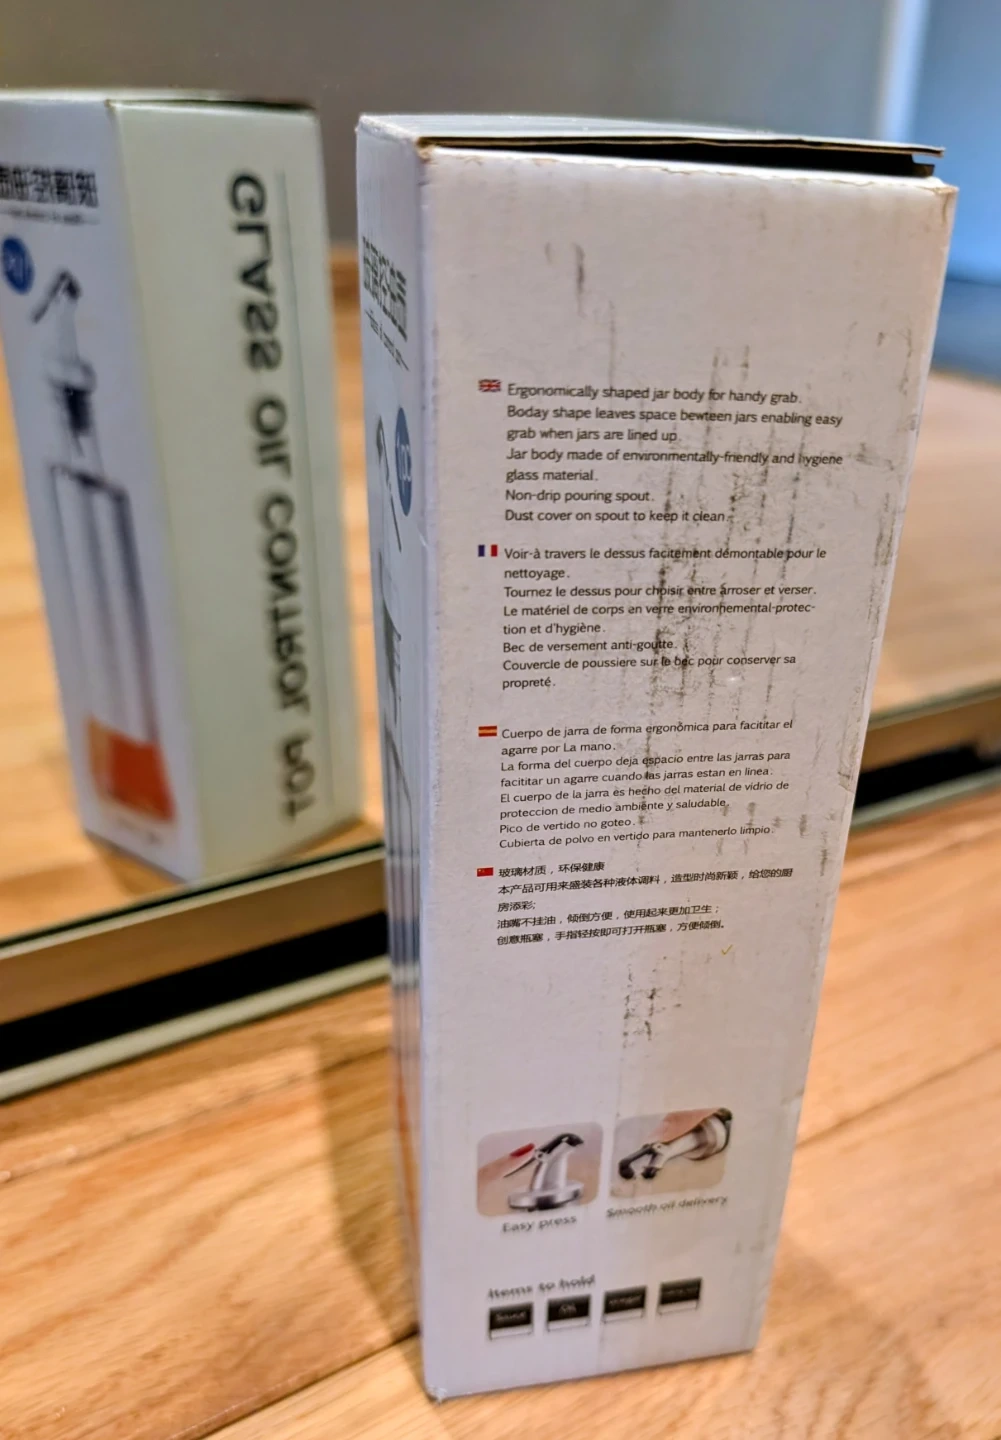 GLASS OIL CONTROL POT
玻璃控油壶
Ergonomically shaped jar body for handy grab.
Boday shape leaves space bewteen jars enabling easy
grab when jars are lined up.
Jar body made of environmentally-friendly and hygiene
glass material.
Non-drip pouring spout.
Dust cover on spout to keep it clean.
Voir-à travers le dessus facitement démontable pour le
nettoyage.
Tournez le dessus pour choisir entre arroser et verser.
Le matériel de corps en verre environnemental-protec-
tion et d'hygiène.
Bec de versement anti-goutte.
Couvercle de poussiere sur le bec pour conserver sa
propreté.
Cuerpo de jarra de forma ergonômica para facititar el
agarre por La mano.
La forma del cuerpo deja espacio entre las jarras para
facititar un agarre cuando las jarras estan en linea.
El cuerpo de la jarra es hecho del material de vidrio de
proteccion de medio ambiente y saludable.
Pico de vertido no goteo.
Cubierta de polvo en vertido para mantenerlo limpio.
玻璃材质，环保健康
本产品可用来盛装各种液体调料，造型时尚新颖，给您的厨
房添彩;
油嘴不挂油，倾倒方便，使用起来更加卫生；
创意瓶塞，手指轻按即可打开瓶塞，方便倾倒。
Easy press
Smooth oil delivery
Items to hold